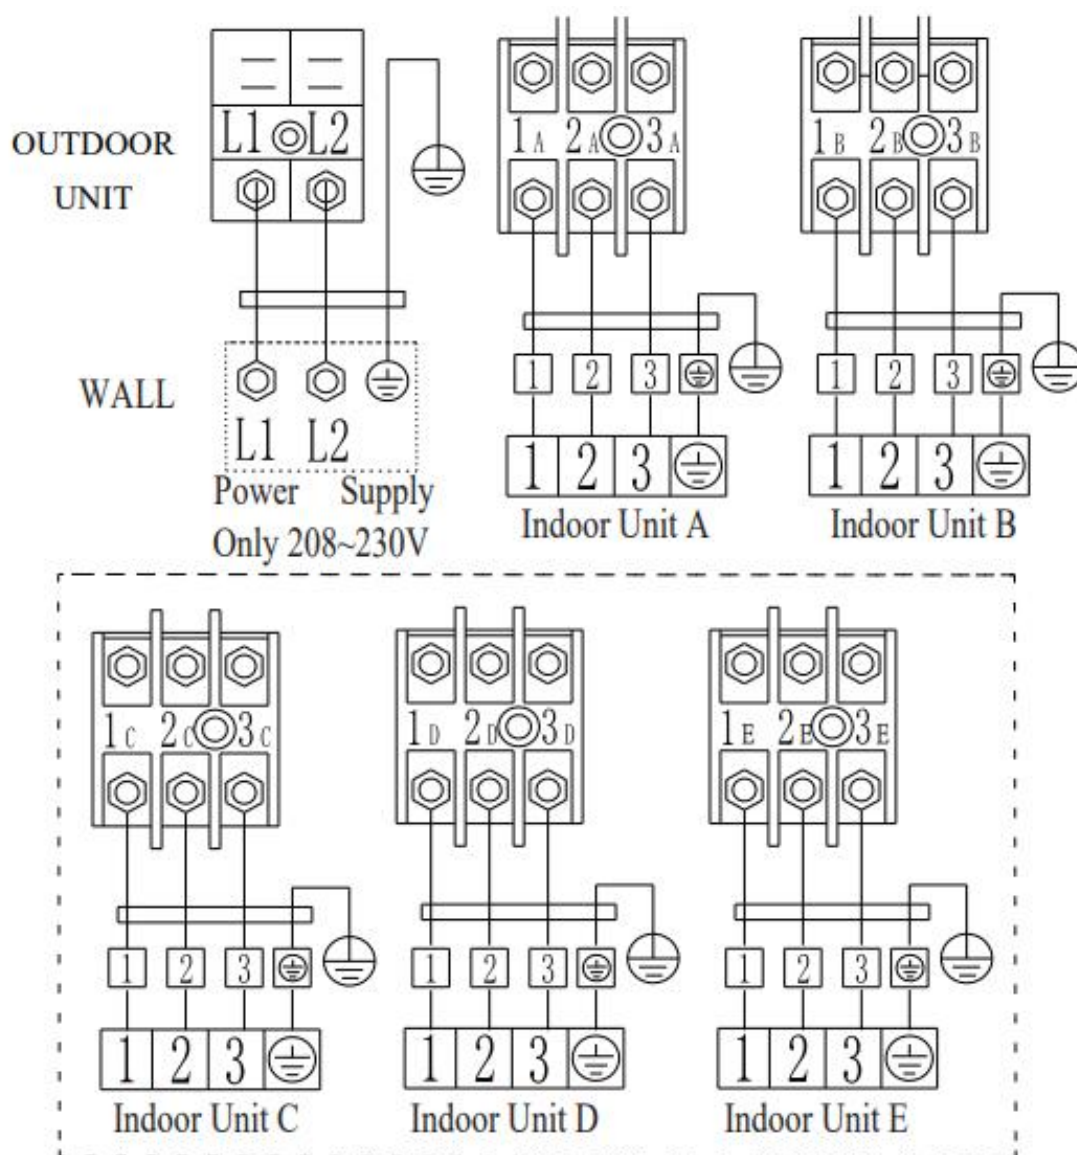 OUTDOOR
UNIT
L1 L2
WALL
L1 L2
Power Supply
Only 208~230V
1A 2A 3A
1 2 3
1 2 3
Indoor Unit A
1B 2B 3B
1 2 3
1 2 3
Indoor Unit B
1C 2C 3C
1 2 3
1 2 3
Indoor Unit C
1D 2D 3D
1 2 3
1 2 3
Indoor Unit D
1E 2E 3E
1 2 3
1 2 3
Indoor Unit E